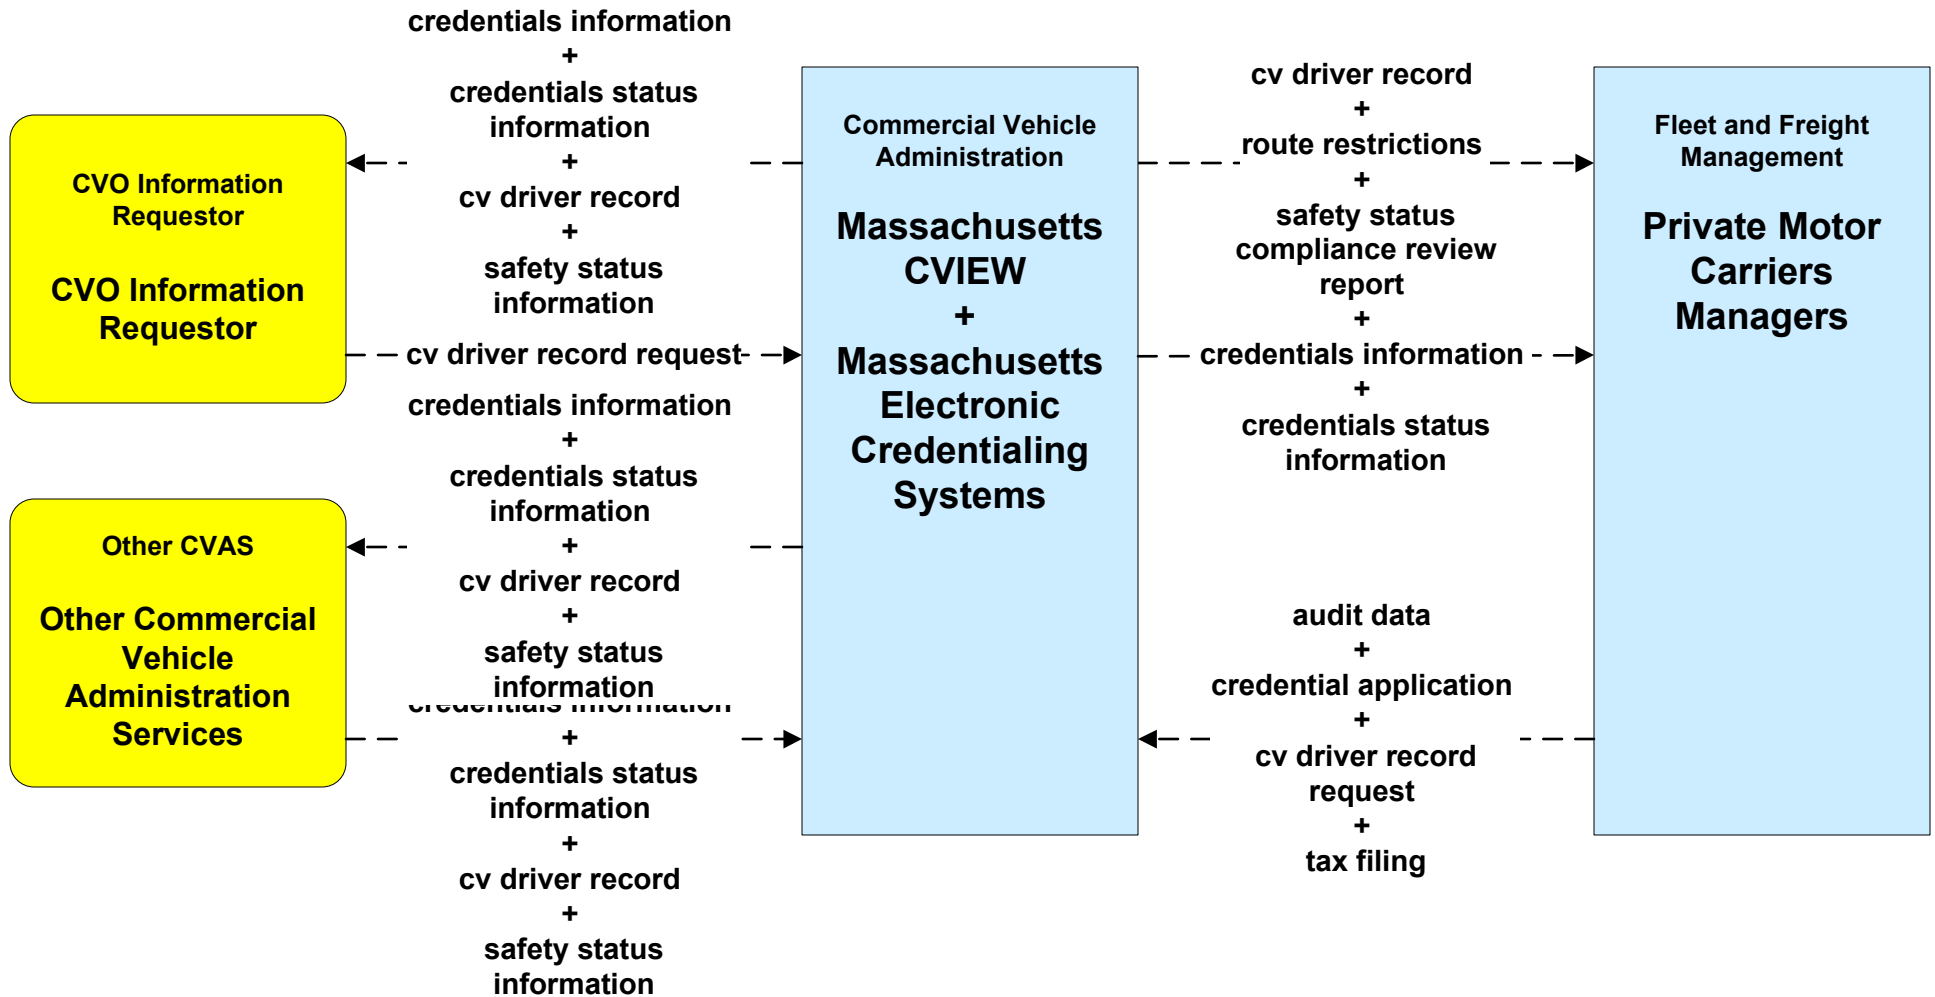 CVO Information
Requestor
CVO Information
Requestor
Other CVAS
Other Commercial
Vehicle
Administration
Services
credentials information
+
credentials status
information
+
cv driver record
+
safety status
information
cv driver record request
credentials information
+
credentials status
information
+
cv driver record
+
safety status
information
credentials information
+
credentials status
information
+
cv driver record
+
safety status
information
Commercial Vehicle
Administration
Massachusetts
CVIEW
+
Massachusetts
Electronic
Credentialing
Systems
cv driver record
+
route restrictions
+
safety status
compliance review
report
+
credentials information
+
credentials status
information
audit data
+
credential application
+
cv driver record
request
+
tax filing
Fleet and Freight
Management
Private Motor
Carriers
Managers